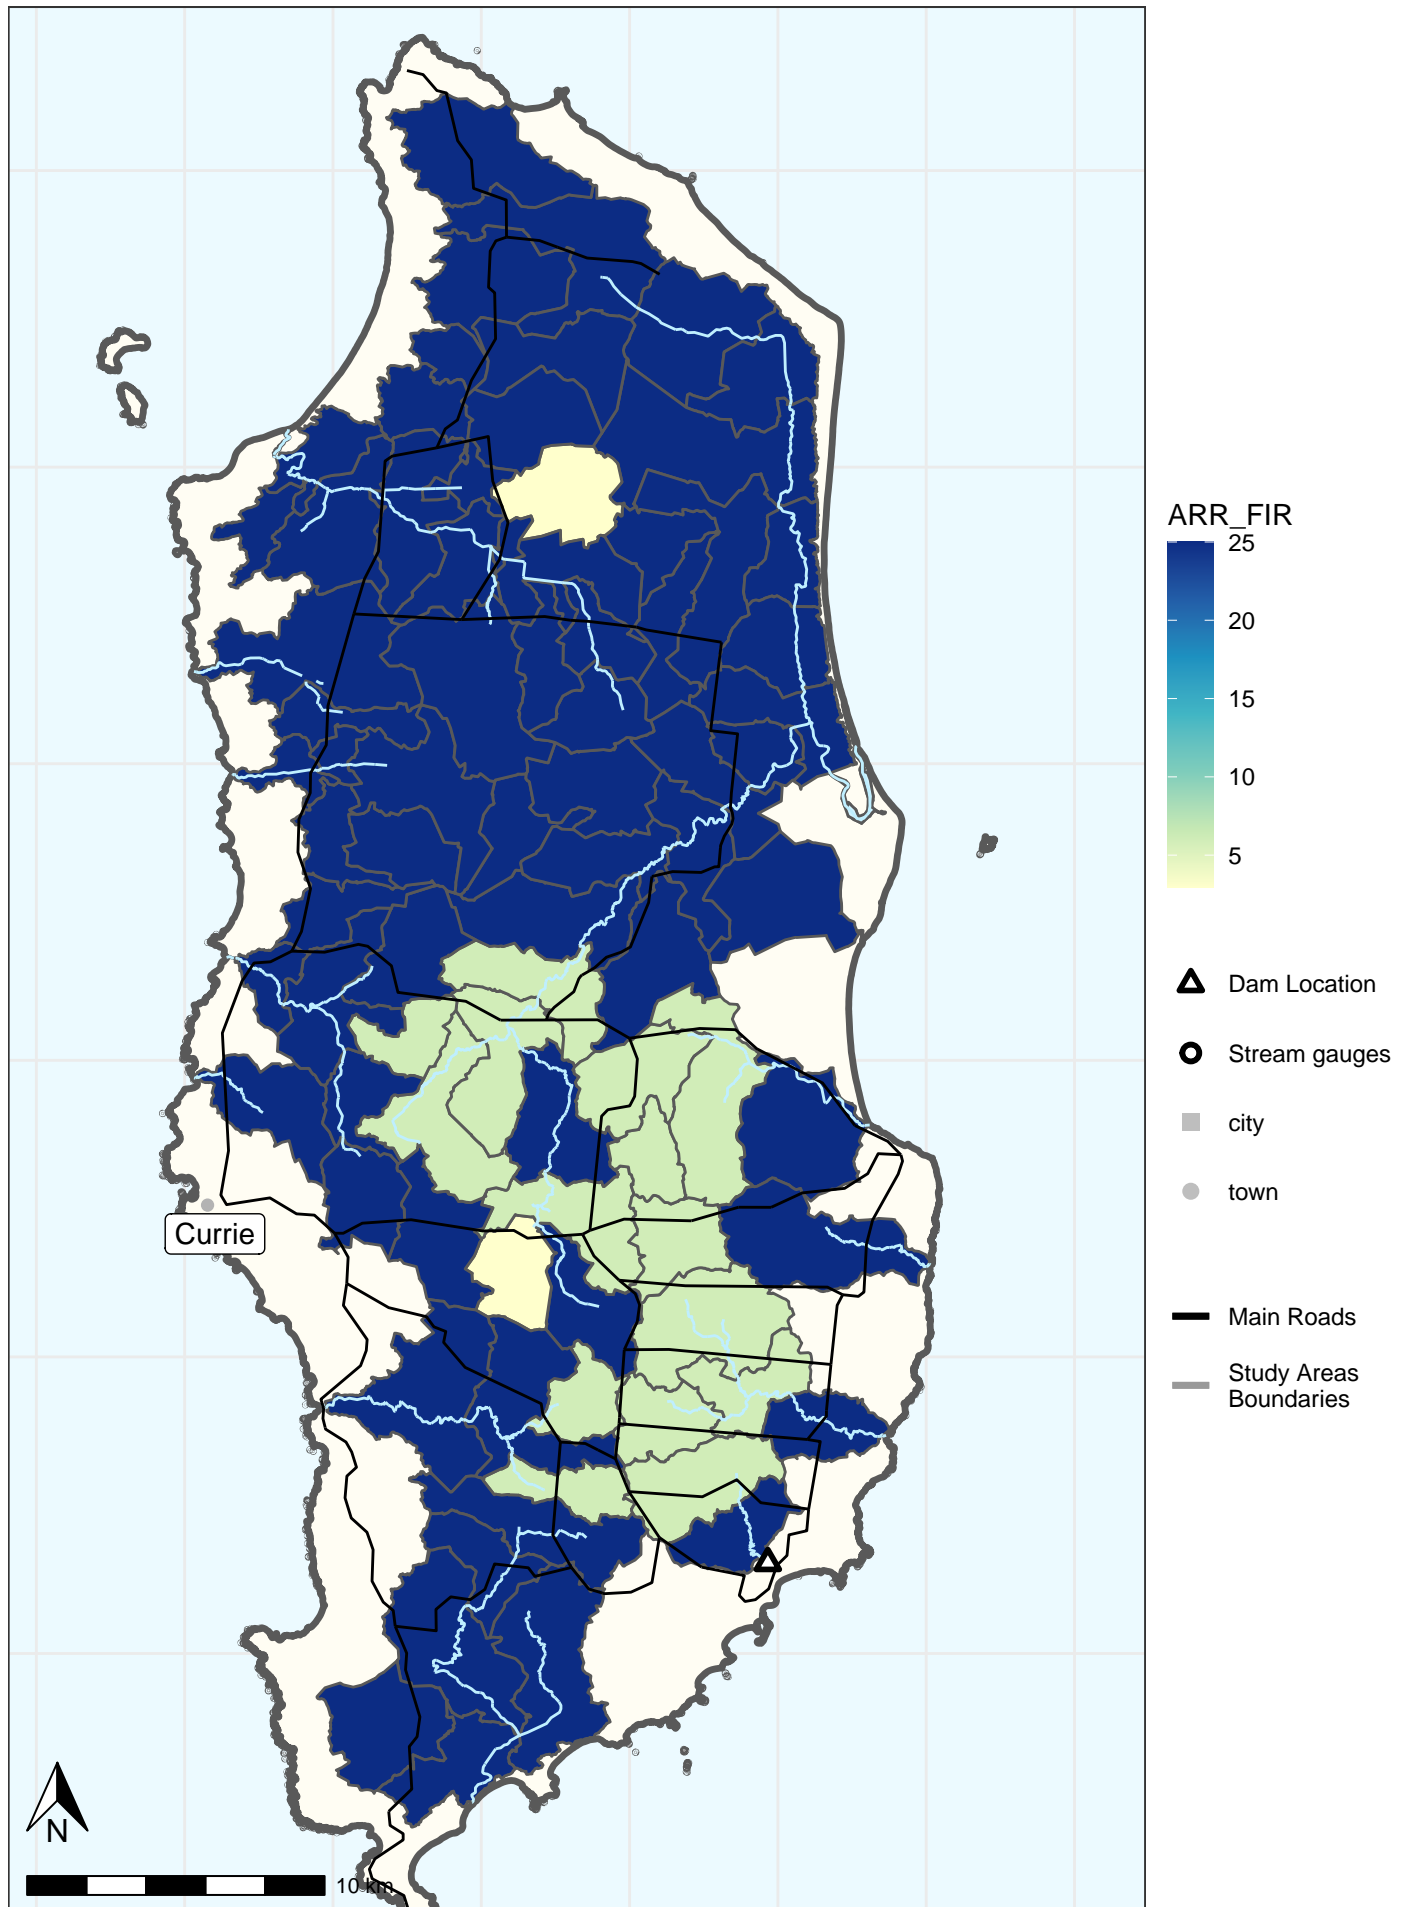 ARR_FIR
25
20
15
10
5
Dam Location
Stream gauges
city
town
Currie
Main Roads
Study Areas
Boundaries
N
10 km